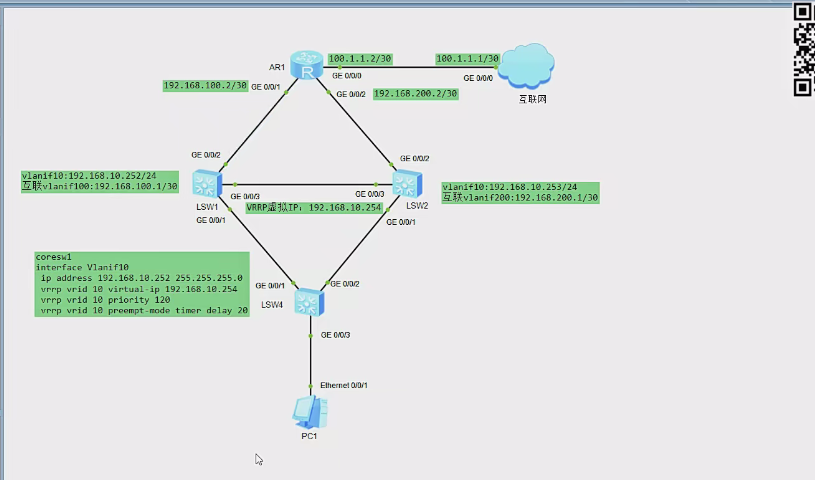 100.1.1.2/30
100.1.1.1/30
AR1
R
GE 0/0/0
GE 0/0/0
192.168.100.2/30
GE 0/0/1
GE 0/0/2
192.168.200.2/30
互联网
GE 0/0/2
GE 0/0/2
vlanif10:192.168.10.252/24
互联vlanif100:192.168.100.1/30
vlanif10:192.168.10.253/24
互联vlanif200:192.168.200.1/30
GE 0/0/3
GE 0/0/3
LSW1
VRRP虚拟IP: 192.168.10.254
LSW2
GE 0/0/1
GE 0/0/1
coresw1
interface Vlanif10
ip address 192.168.10.252 255.255.255.0
vrrp vrid 10 virtual-ip 192.168.10.254
vrrp vrid 10 priority 120
vrrp vrid 10 preempt-mode timer delay 20
GE 0/0/1
GE 0/0/2
LSW4
GE 0/0/3
Ethernet 0/0/1
PC1